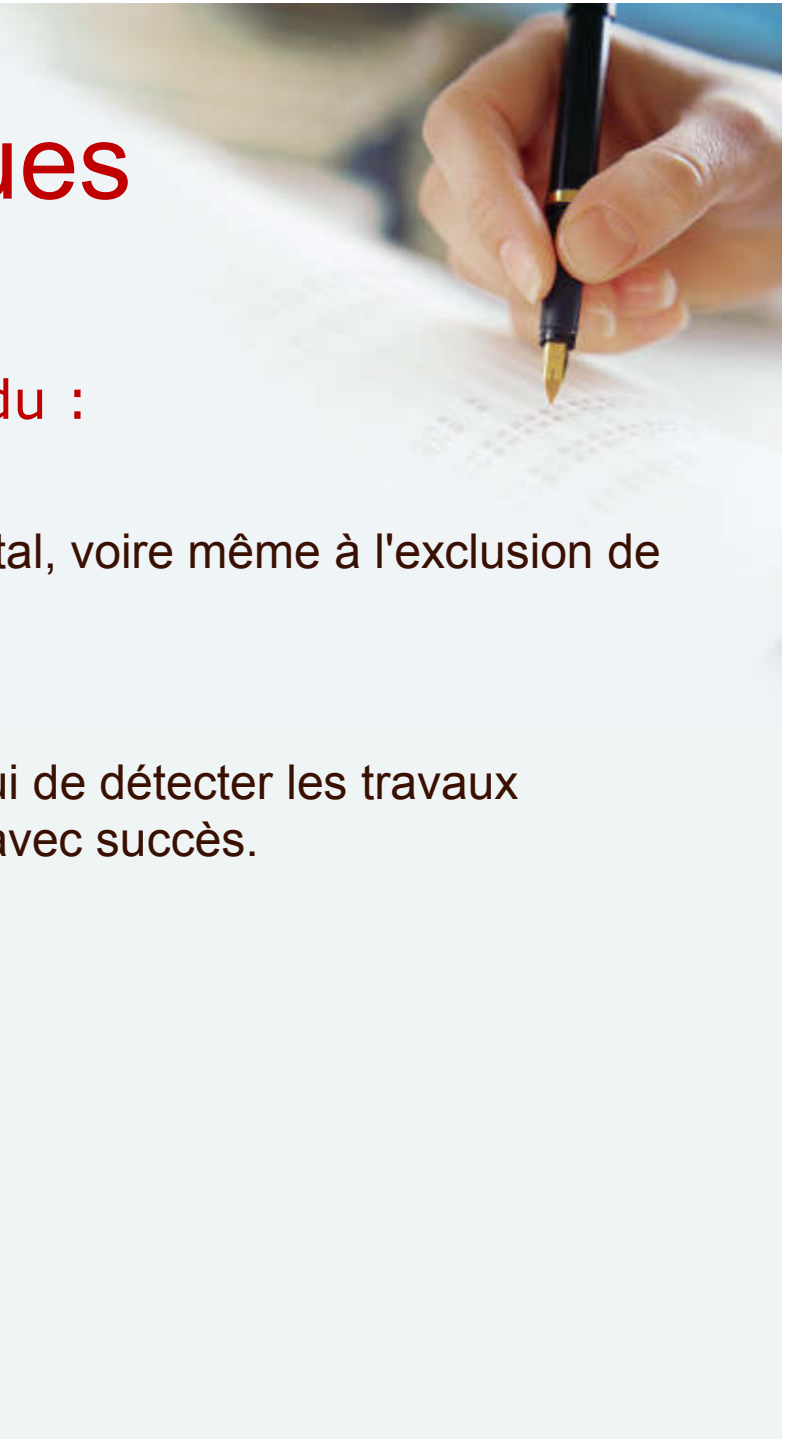 ues
du :
tal, voire même à l'exclusion de
ui de détecter les travaux
avec succès.